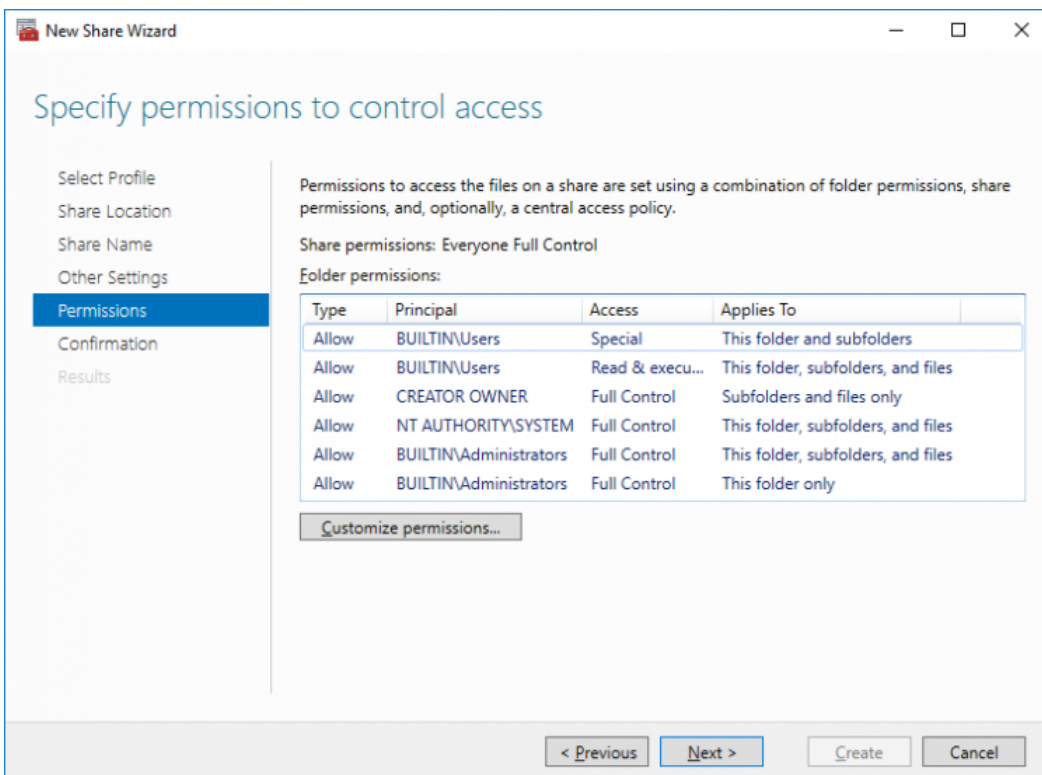 New Share Wizard
Specify permissions to control access
Select Profile
Share Location
Share Name
Other Settings
Permissions
Confirmation
Results
Permissions to access the files on a share are set using a combination of folder permissions, share
permissions, and, optionally, a central access policy.
Share permissions: Everyone Full Control
Folder permissions:
Type Principal Access Applies To
Allow BUILTIN\Users Special This folder and subfolders
Allow BUILTIN\Users Read & execu... This folder, subfolders, and files
Allow CREATOR OWNER Full Control Subfolders and files only
Allow NT AUTHORITY\SYSTEM Full Control This folder, subfolders, and files
Allow BUILTIN\Administrators Full Control This folder, subfolders, and files
Allow BUILTIN\Administrators Full Control This folder only
Customize permissions...
< Previous Next > Create Cancel